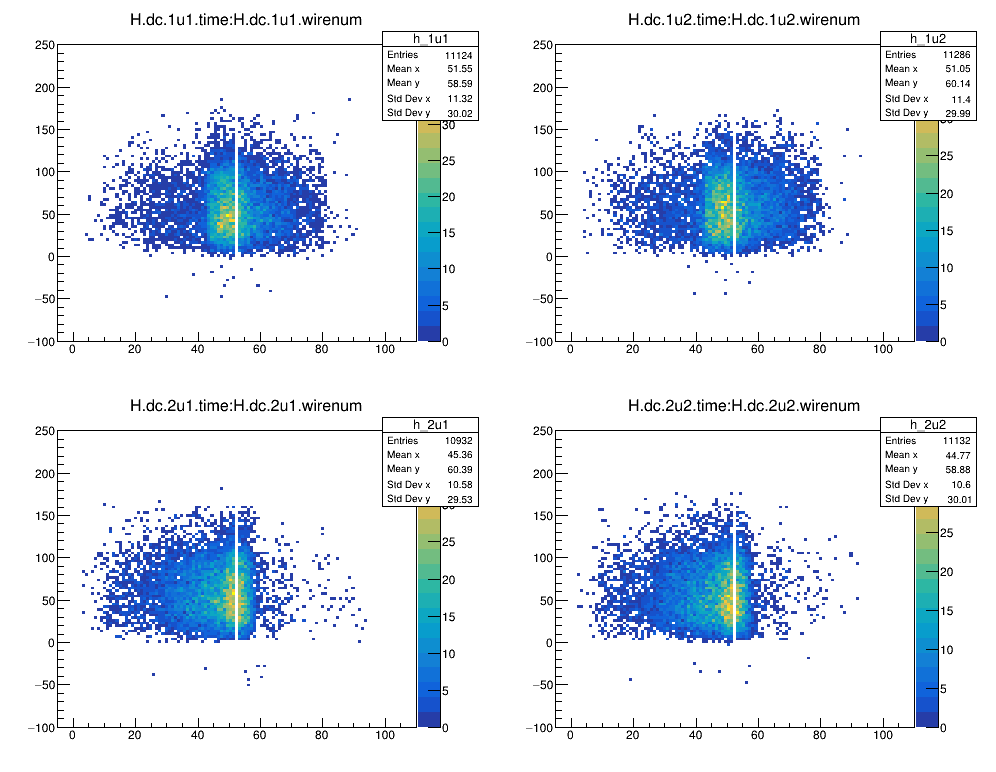 H.dc.1u1.time:H.dc.1u1.wirenum
h_1u1
Entries 11124
Mean x 51.55
Mean y 58.59
Std Dev x 11.32
Std Dev y 30.02
250
200
150
100
50
0
−50
−100
0 20 40 60 80 100
30
25
20
15
10
5
0
H.dc.1u2.time:H.dc.1u2.wirenum
h_1u2
Entries 11286
Mean x 51.05
Mean y 60.14
Std Dev x 11.4
Std Dev y 29.99
250
200
150
100
50
0
−50
−100
0 20 40 60 80 100
25
20
15
10
5
0
H.dc.2u1.time:H.dc.2u1.wirenum
h_2u1
Entries 10932
Mean x 45.36
Mean y 60.39
Std Dev x 10.58
Std Dev y 29.53
250
200
150
100
50
0
−50
−100
0 20 40 60 80 100
25
20
15
10
5
0
H.dc.2u2.time:H.dc.2u2.wirenum
h_2u2
Entries 11132
Mean x 44.77
Mean y 58.88
Std Dev x 10.6
Std Dev y 30.01
250
200
150
100
50
0
−50
−100
0 20 40 60 80 100
25
20
15
10
5
0